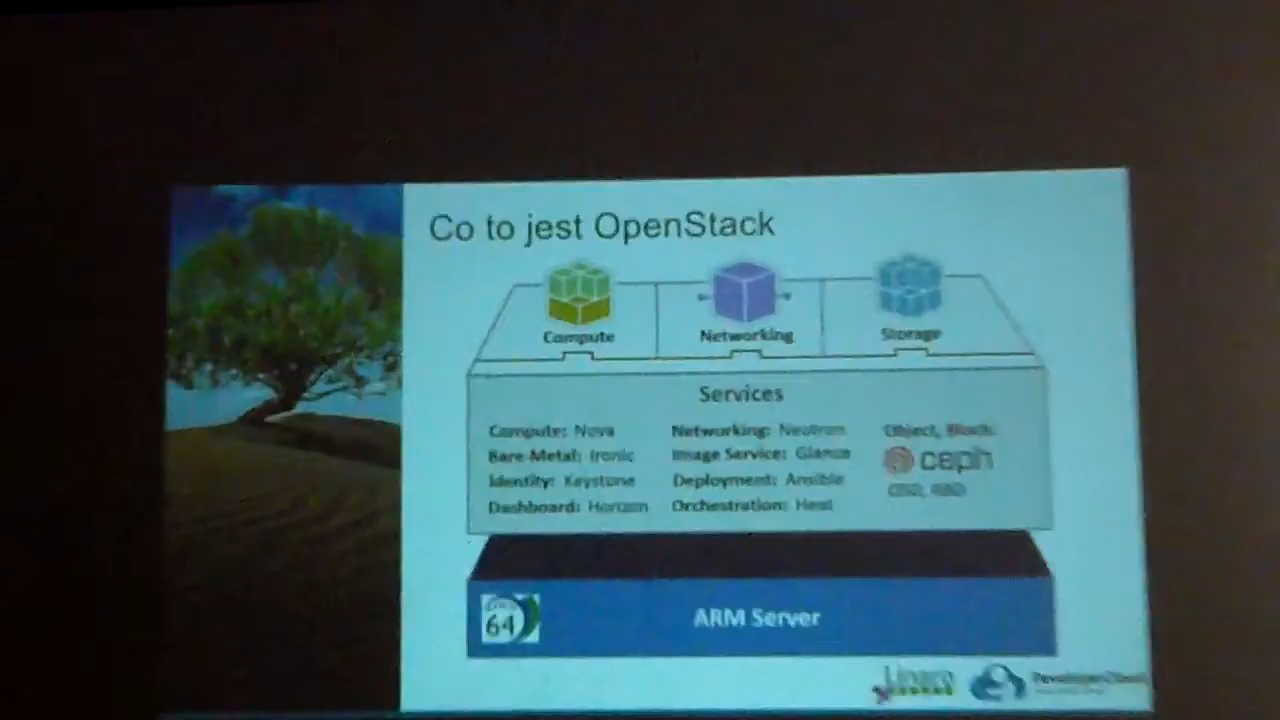 Co to jest OpenStack
Compute
Networking
Storage
Services
Compute: Nova
Networking: Neutron
Object, Block:
Bare-Metal: Ironic
Image Service: Glance
ceph
Identity: Keystone
Deployment: Ansible
Dashboard: Horizon
Orchestration: Heat
64
ARM Server
Linaro